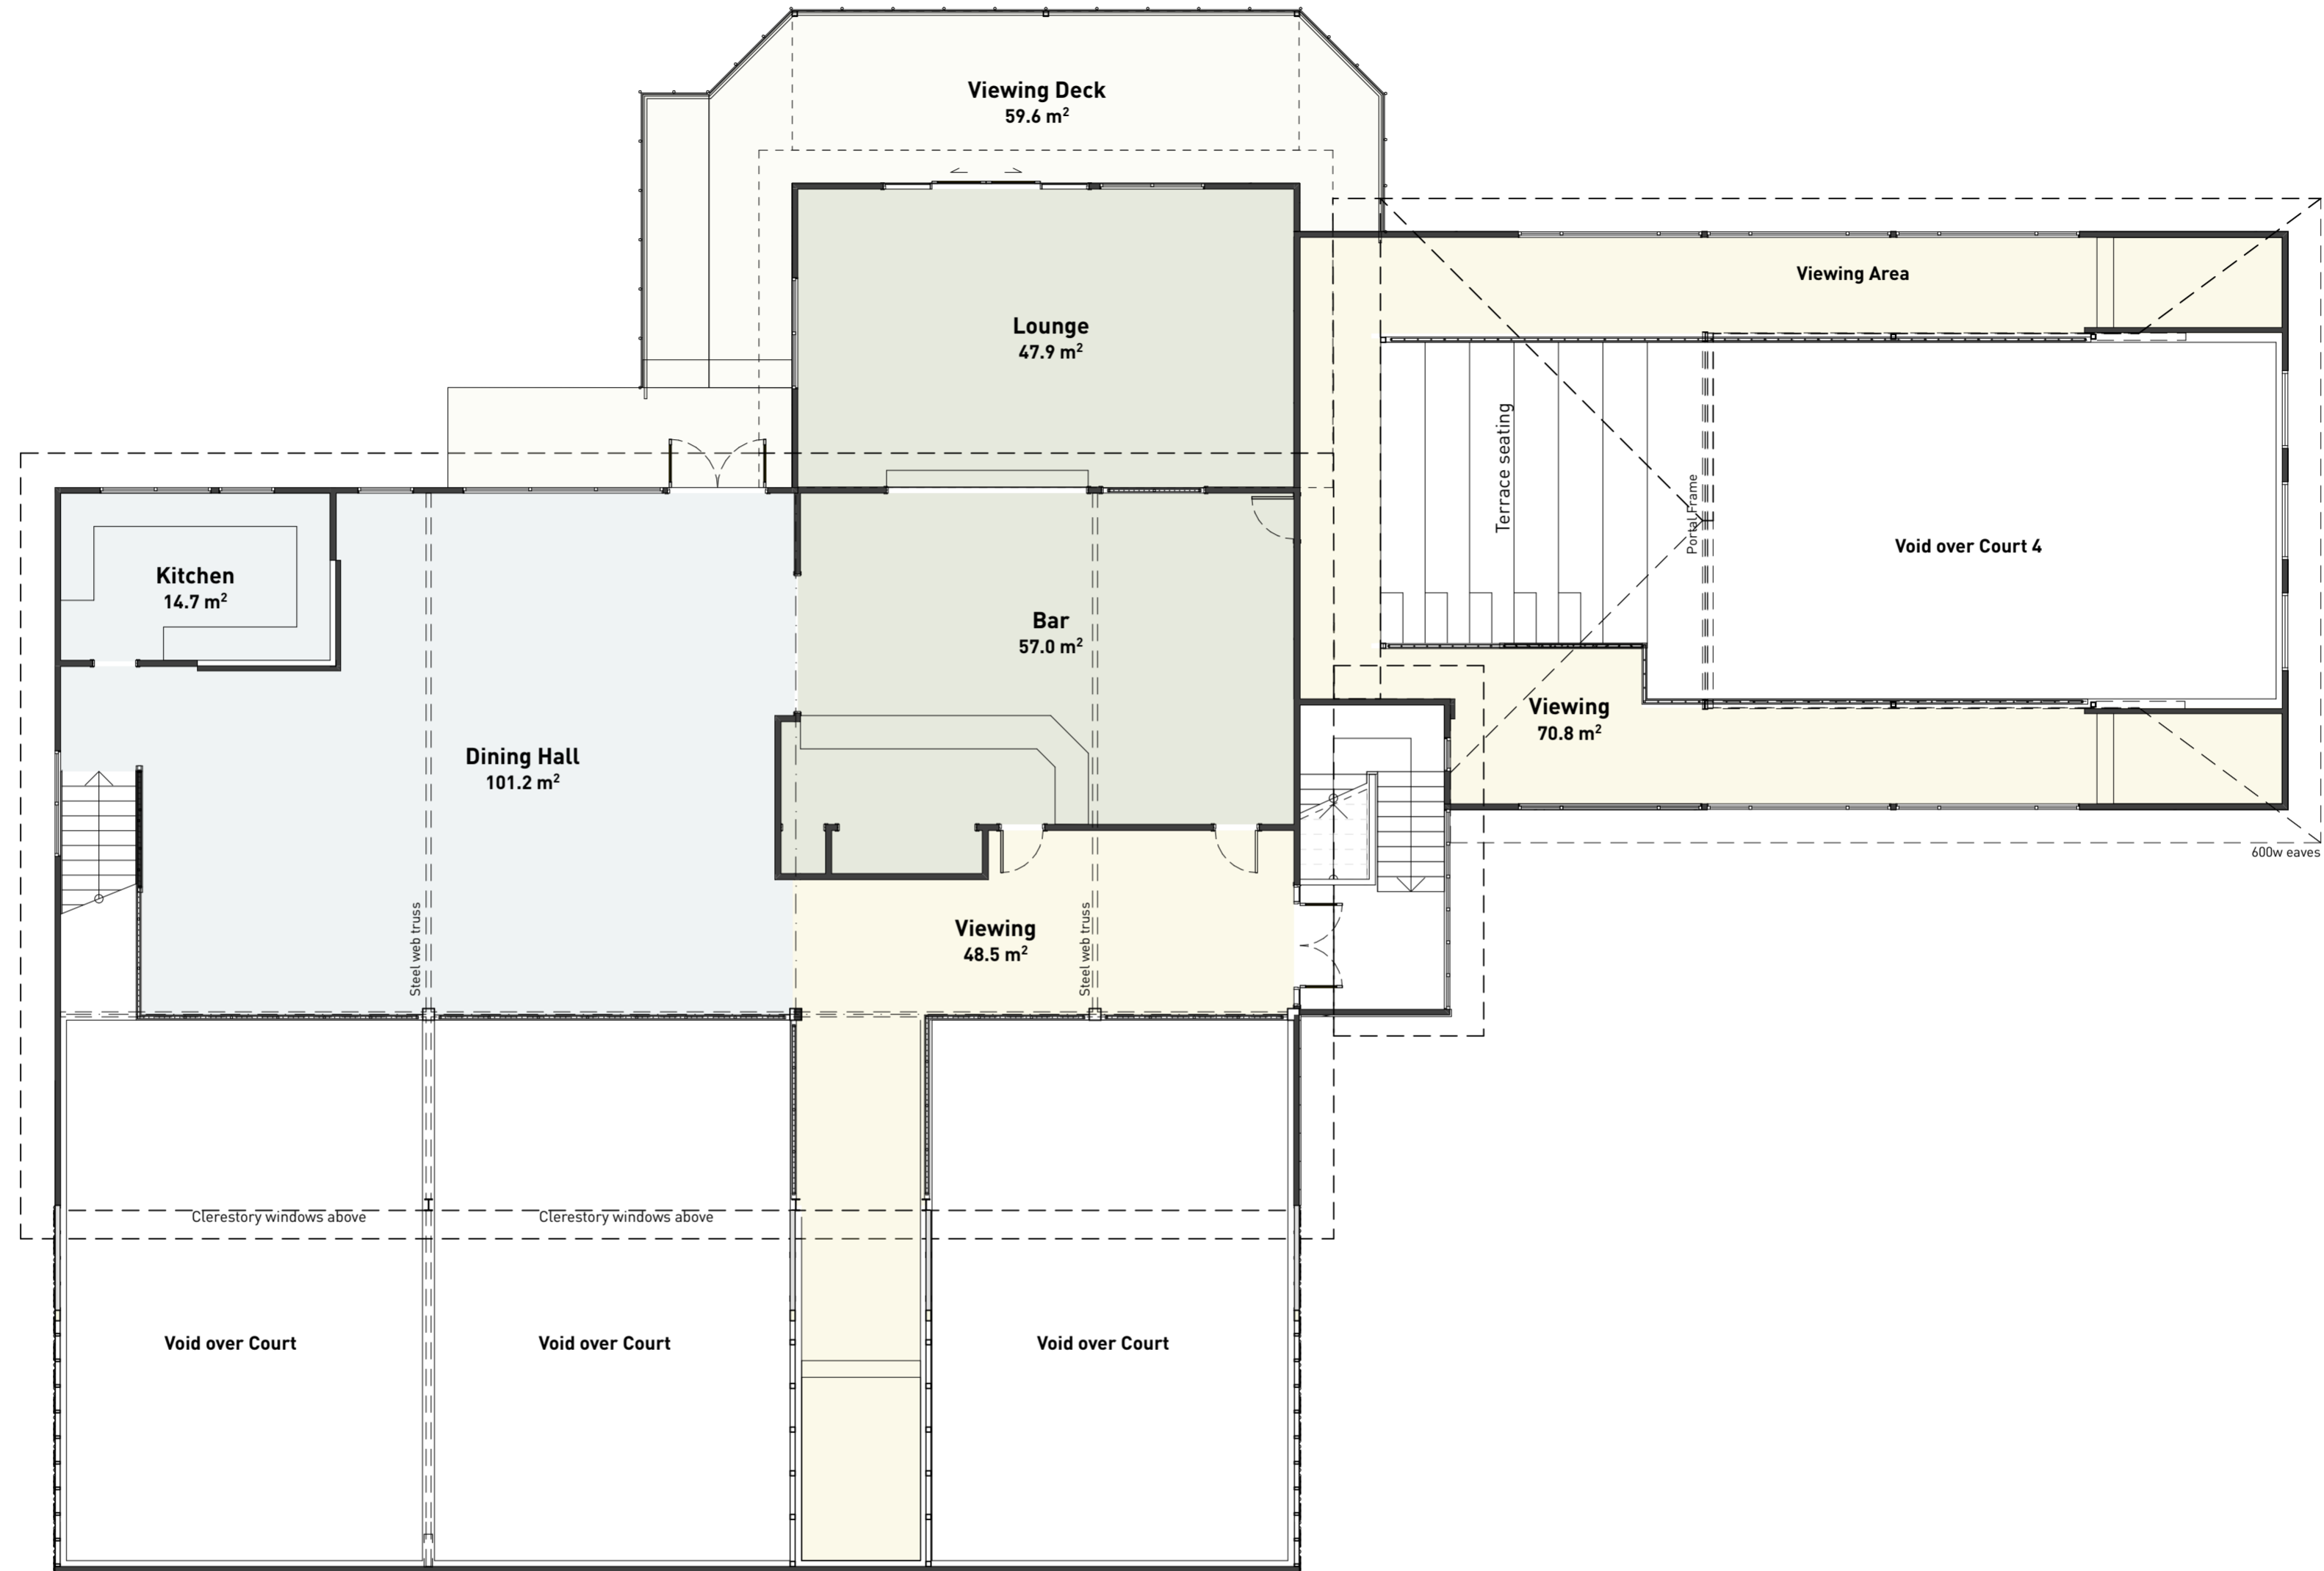 Viewing Deck
59.6 m²
Viewing Area
Lounge
47.9 m²
Terrace seating
Portal Frame
Void over Court 4
Kitchen
14.7 m²
Bar
57.0 m²
Viewing
70.8 m²
Dining Hall
101.2 m²
600w eaves
Steel web truss
Viewing
48.5 m²
Steel web truss
Clerestory windows above
Clerestory windows above
Void over Court
Void over Court
Void over Court